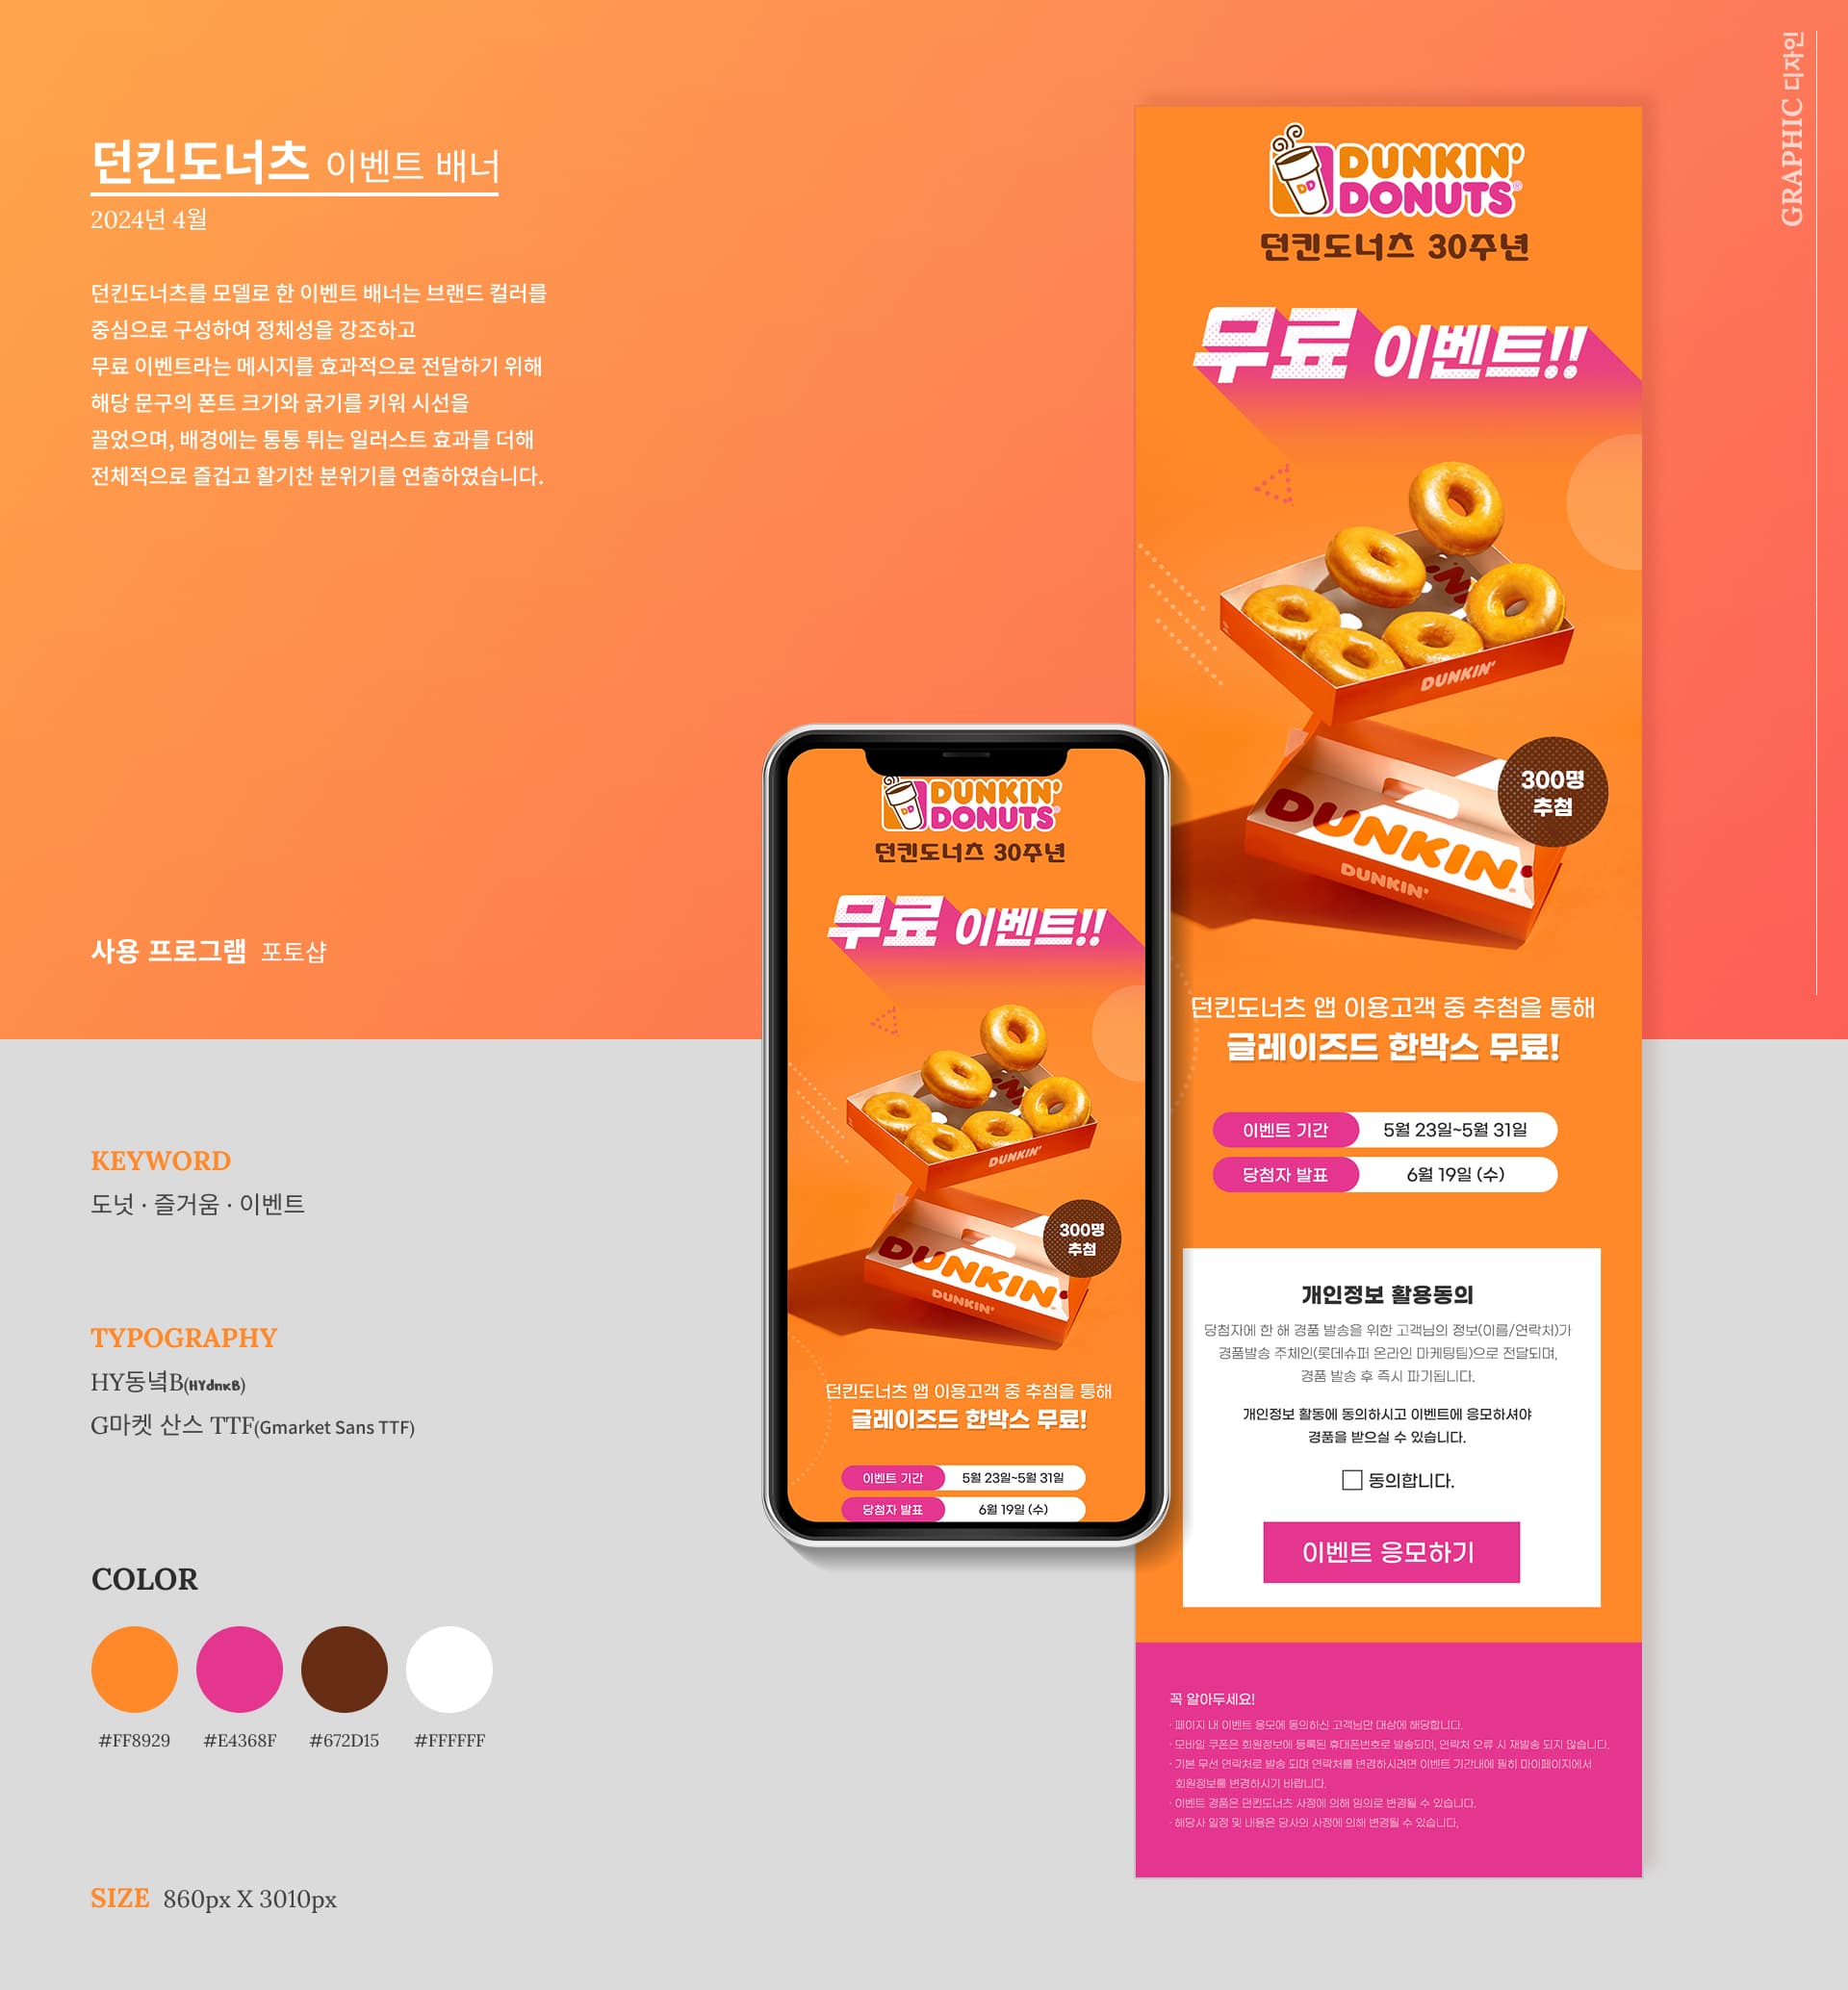 GRAPHIC 디자인
던킨도너츠 이벤트 배너
2024년 4월
던킨도너츠를 모델로 한 이벤트 배너는 브랜드 컬러를
중심으로 구성하여 정체성을 강조하고
무료 이벤트라는 메시지를 효과적으로 전달하기 위해
해당 문구의 폰트 크기와 굵기를 키워 시선을
끌었으며, 배경에는 통통 튀는 일러스트 효과를 더해
전체적으로 즐겁고 활기찬 분위기를 연출하였습니다.
사용 프로그램 포토샵
KEYWORD
도넛 · 즐거움 · 이벤트
TYPOGRAPHY
HY동녘B(HYdnkB)
G마켓 산스 TTF(Gmarket Sans TTF)
COLOR
#FF8929 #E4368F #672D15 #FFFFFF
SIZE 860px X 3010px
DUNKIN'
DONUTS
DD
던킨도너츠 30주년
무료 이벤트!!
DUNKIN'
300명
추첨
DUNKIN'
DUNKIN'
던킨도너츠 앱 이용고객 중 추첨을 통해
글레이즈드 한박스 무료!
이벤트 기간 5월 23일~5월 31일
당첨자 발표 6월 19일 (수)
DUNKIN'
DONUTS®
DD
던킨도너츠 30주년
무료 이벤트!!
DUNKIN'
300명
추첨
DUNKIN'
DUNKIN'
던킨도너츠 앱 이용고객 중 추첨을 통해
글레이즈드 한박스 무료!
이벤트 기간 5월 23일~5월 31일
당첨자 발표 6월 19일 (수)
개인정보 활용동의
당첨자에 한 해 경품 발송을 위한 고객님의 정보(이름/연락처)가
경품발송 주체인(롯데슈퍼 온라인 마케팅팀)으로 전달되며,
경품 발송 후 즉시 파기됩니다.
개인정보 활동에 동의하시고 이벤트에 응모하셔야
경품을 받으실 수 있습니다.
동의합니다.
이벤트 응모하기
꼭 알아두세요!
· 페이지 내 이벤트 응모에 동의하신 고객님만 대상에 해당합니다.
· 모바일 쿠폰은 회원정보에 등록된 휴대폰번호로 발송되며, 연락처 오류 시 재발송 되지 않습니다.
· 기본 무선 연락처로 발송 되며 연락처를 변경하시려면 이벤트 기간내에 필히 마이페이지에서
회원정보를 변경하시기 바랍니다.
· 이벤트 경품은 던킨도너츠 사정에 의해 임의로 변경될 수 있습니다.
· 해당사 일정 및 내용은 당사의 사정에 의해 변경될 수 있습니다.